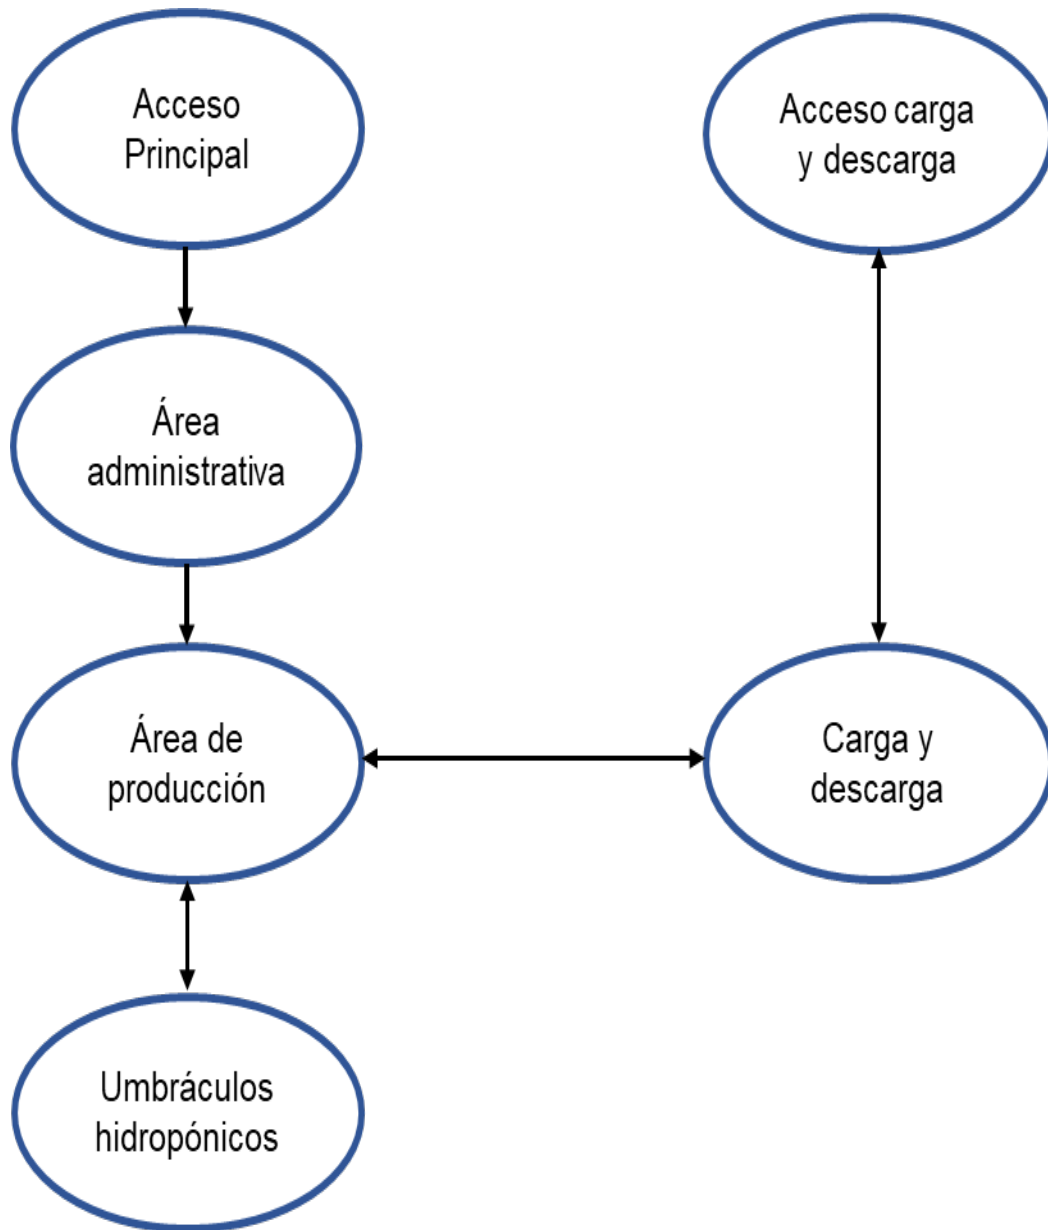 Acceso
Principal
Acceso carga
y descarga
Área
administrativa
Área de
producción
Carga y
descarga
Umbráculos
hidropónicos